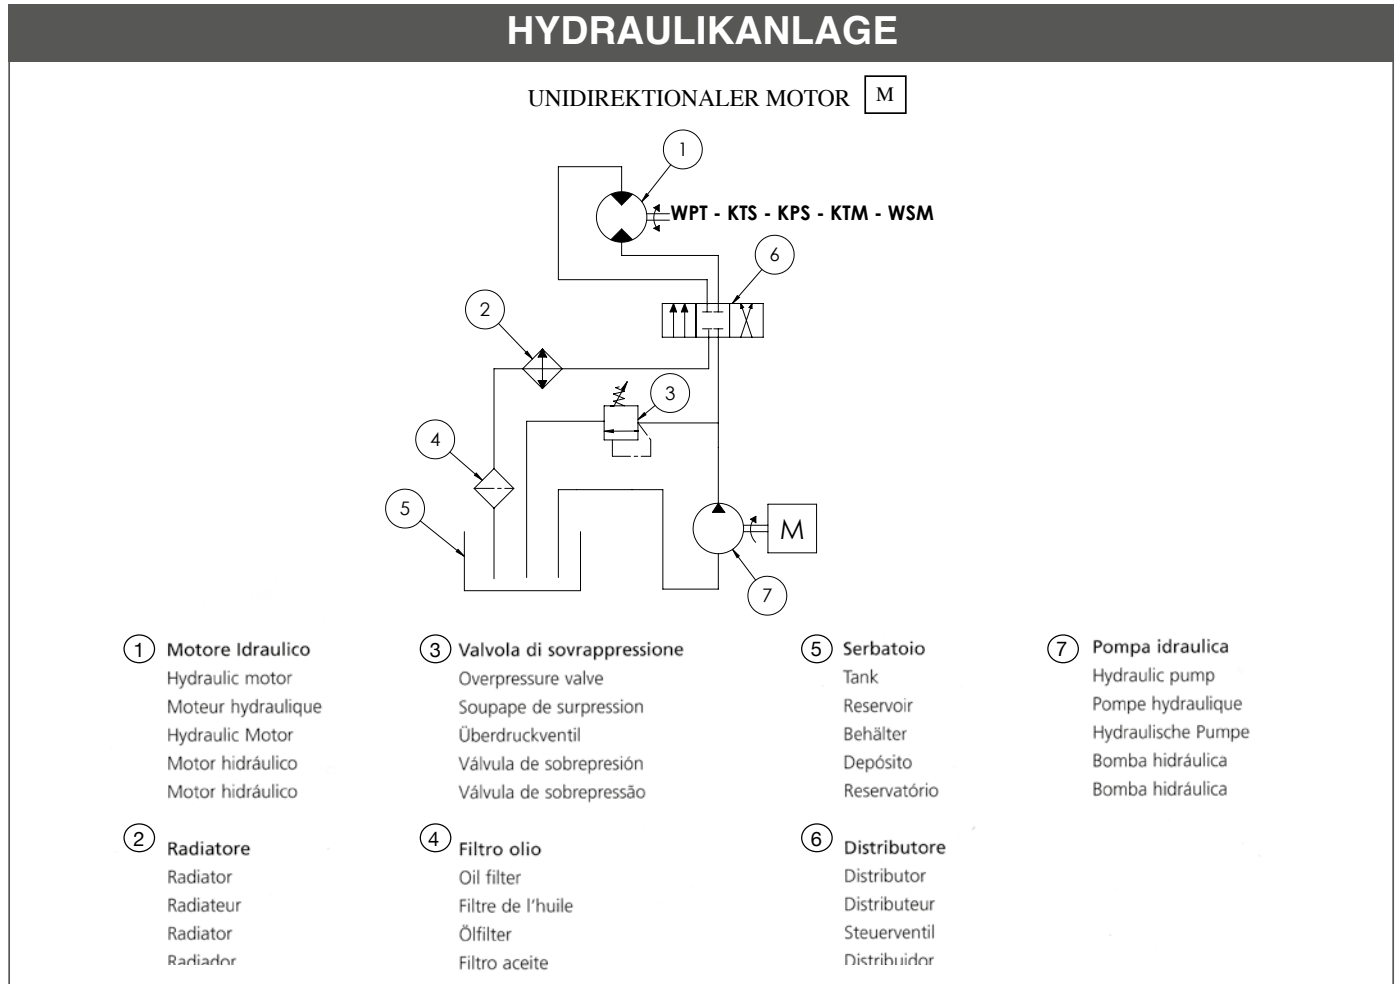 HYDRAULIKANLAGE
UNIDIREKTIONALER MOTOR M
1
WPT - KTS - KPS - KTM - WSM
6
2
3
4
5
M
7
1 Motore Idraulico
Hydraulic motor
Moteur hydraulique
Hydraulic Motor
Motor hidráulico
Motor hidráulico
3 Valvola di sovrappressione
Overpressure valve
Soupape de surpression
Überdruckventil
Válvula de sobrepresión
Válvula de sobrepressão
5 Serbatoio
Tank
Reservoir
Behälter
Depósito
Reservatório
7 Pompa idraulica
Hydraulic pump
Pompe hydraulique
Hydraulische Pumpe
Bomba hidráulica
Bomba hidráulica
2 Radiatore
Radiator
Radiateur
Radiator
Radiador
4 Filtro olio
Oil filter
Filtre de l'huile
Ölfilter
Filtro aceite
6 Distributore
Distributor
Distributeur
Steuerventil
Distribuidor